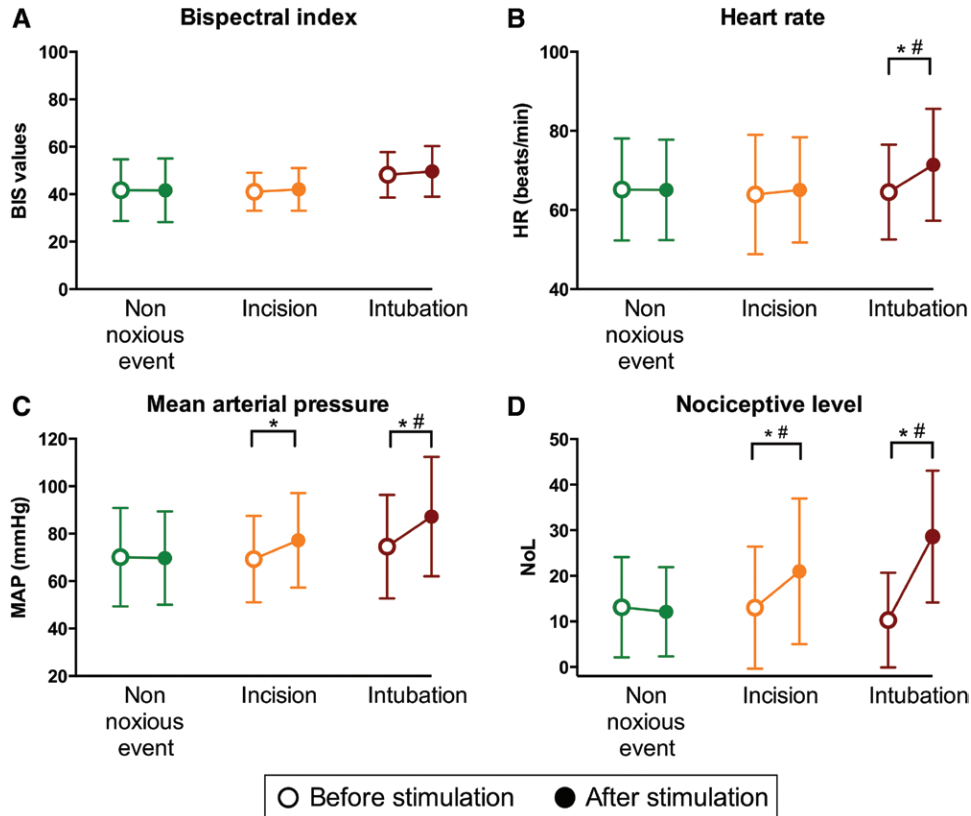 A Bispectral index
100
80
60
40
20
0
BIS values
Non noxious event
Incision
Intubation
B Heart rate
100
80
60
40
HR (beats/min)
* #
Non noxious event
Incision
Intubation
C Mean arterial pressure
120
100
80
60
40
20
MAP (mmHg)
*
* #
Non noxious event
Incision
Intubation
D Nociceptive level
50
40
30
20
10
0
NoL
* #
* #
Non noxious event
Incision
Intubation
Before stimulation After stimulation